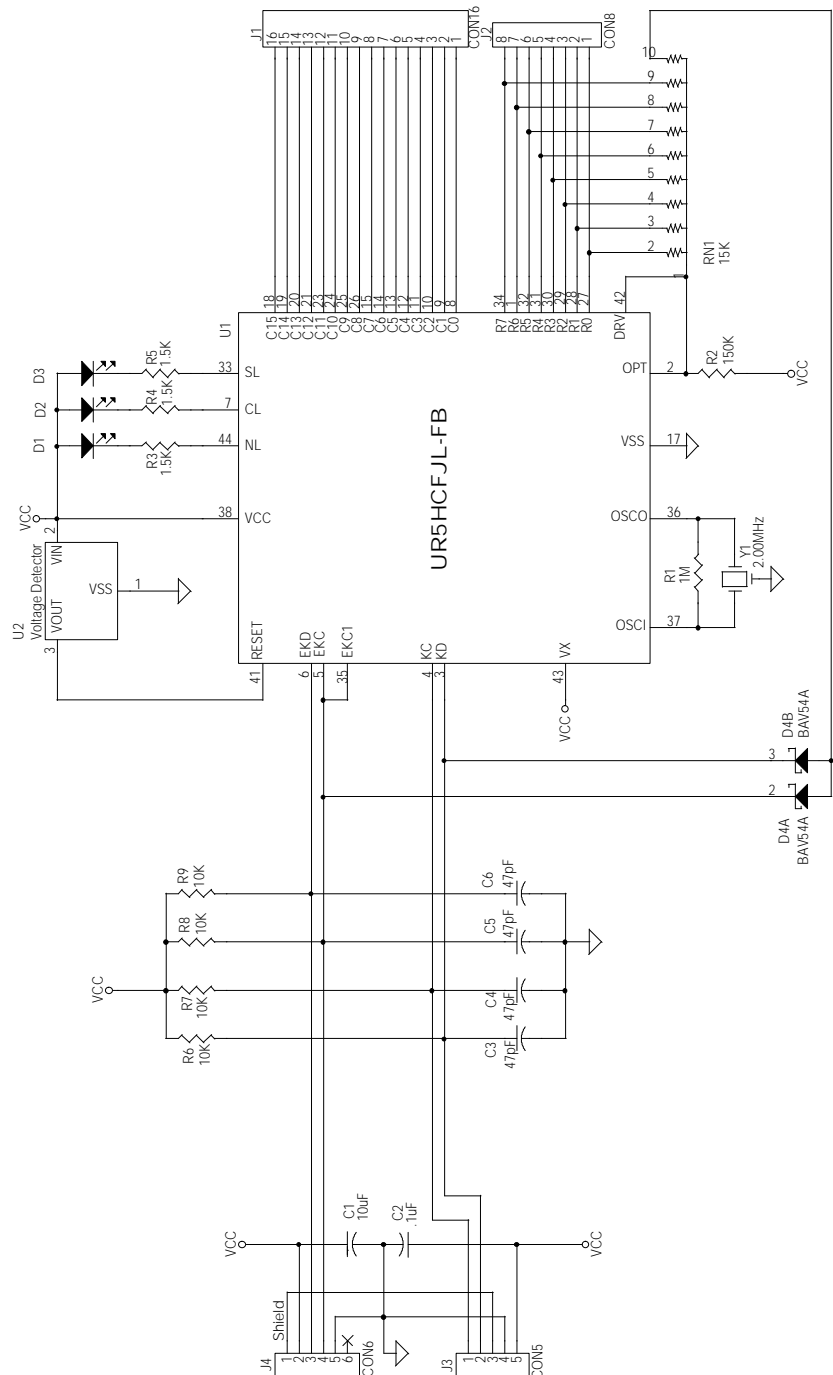 J1
16
15
14
13
12
11
10
9
8
7
6
5
4
3
2
1
CON16
J2
8
7
6
5
4
3
2
1
CON8
10
9
8
7
6
5
4
3
2
RN1
15K
U1
18
19
20
21
23
24
25
26
15
14
13
12
11
10
9
8
C15
C14
C13
C12
C11
C10
C9
C8
C7
C6
C5
C4
C3
C2
C1
C0
34
1
32
31
30
29
28
27
R7
R6
R5
R4
R3
R2
R1
R0
42
DRV
D3
R5
1.5K
33
SL
D2
R4
1.5K
7
CL
D1
R3
1.5K
44
NL
OPT
2
R2
150K
VCC
VSS
17
UR5HCFJL-FB
VCC
38
VCC
2
VIN
VSS
1
VOUT
3
U2
Voltage Detector
OSCO
36
R1
1M
Y1
2.00MHz
OSCI
37
41
RESET
6
EKD
5
EKC
35
EKC1
4
KC
3
KD
43
VX
VCC
3
D4B
BAV54A
2
D4A
BAV54A
R9
10K
R8
10K
R7
10K
R6
10K
VCC
C6
47pF
C5
47pF
C4
47pF
C3
47pF
VCC
C1
10uF
C2
.1uF
VCC
Shield
J4
1
2
3
4
5
6
CON6
J3
1
2
3
4
5
CON5